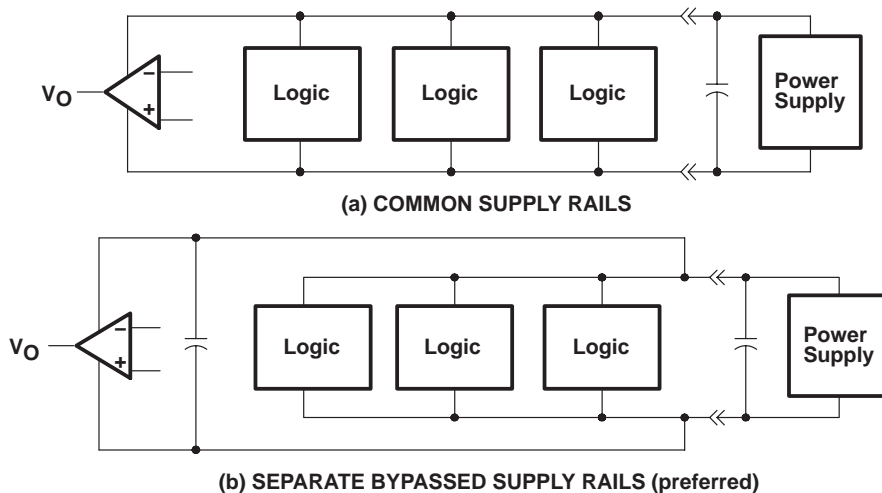 VO
−
+
Logic
Logic
Logic
Power
Supply
(a) COMMON SUPPLY RAILS
VO
−
+
Logic
Logic
Logic
Power
Supply
(b) SEPARATE BYPASSED SUPPLY RAILS (preferred)